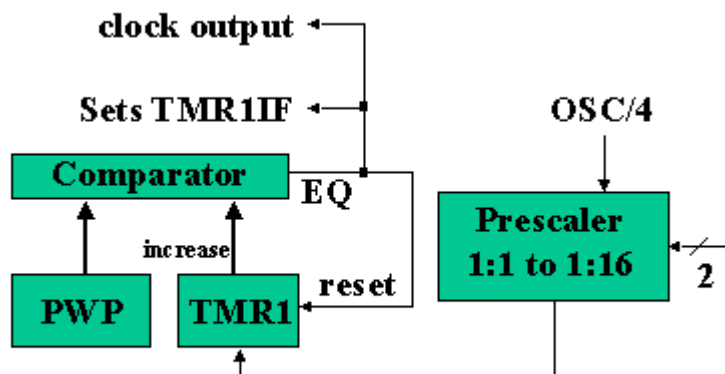 clock output
Sets TMR1IF
OSC/4
Comparator
EQ
Prescaler
1:1 to 1:16
increase
2
reset
PWP
TMR1